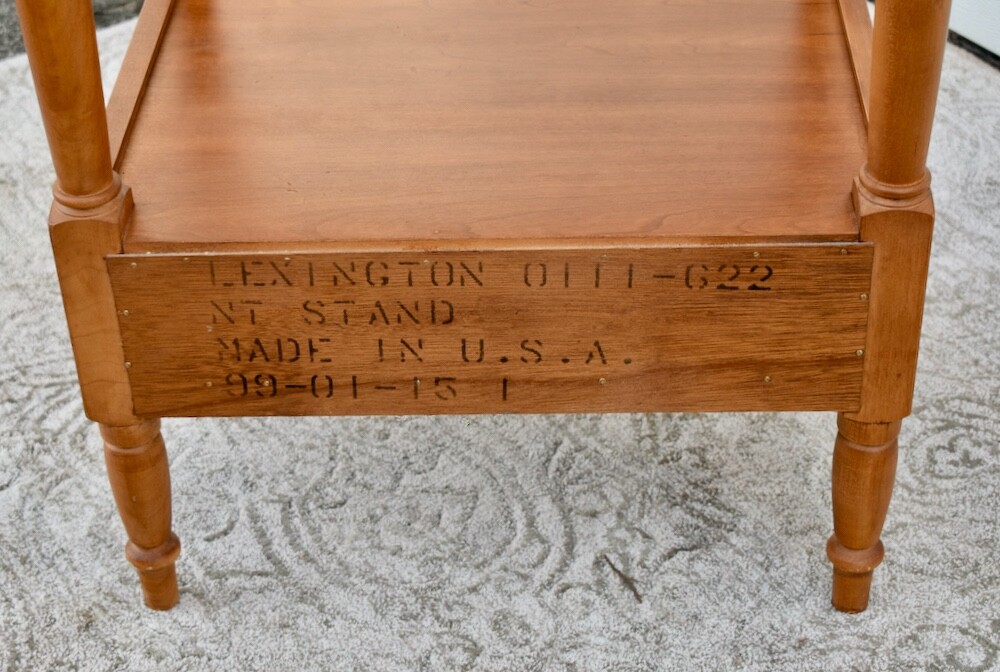 LEXINGTON 0111-622
NT STAND
MADE IN U.S.A.
99-01-15 1